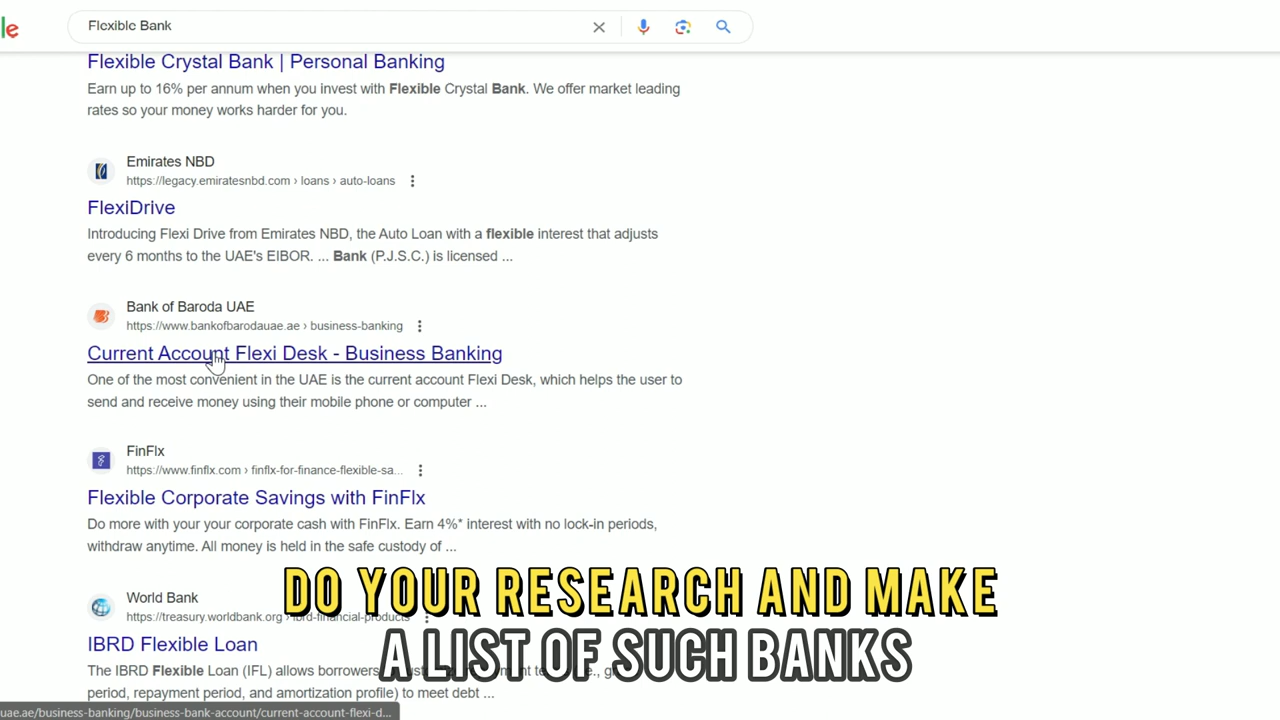 le
Flexible Bank
Flexible Crystal Bank | Personal Banking
Earn up to 16% per annum when you invest with Flexible Crystal Bank. We offer market leading
rates so your money works harder for you.
Emirates NBD
https://legacy.emiratesnbd.com › loans › auto-loans
FlexiDrive
Introducing Flexi Drive from Emirates NBD, the Auto Loan with a flexible interest that adjusts
every 6 months to the UAE's EIBOR. ... Bank (P.J.S.C.) is licensed ...
Bank of Baroda UAE
https://www.bankofbarodauae.ae › business-banking
Current Account Flexi Desk - Business Banking
One of the most convenient in the UAE is the current account Flexi Desk, which helps the user to
send and receive money using their mobile phone or computer ...
FinFlx
https://www.finflx.com › finflx-for-finance-flexible-sa...
Flexible Corporate Savings with FinFlx
Do more with your your corporate cash with FinFlx. Earn 4%* interest with no lock-in periods,
withdraw anytime. All money is held in the safe custody of ...
DO YOUR RESEARCH AND MAKE
A LIST OF SUCH BANKS
World Bank
https://treasury.worldbank.org › ibrd-financial-products
IBRD Flexible Loan
The IBRD Flexible Loan (IFL) allows borrowers
period, repayment period, and amortization profile) to meet debt ...
uae.ae/business-banking/business-bank-account/current-account-flexi-d...